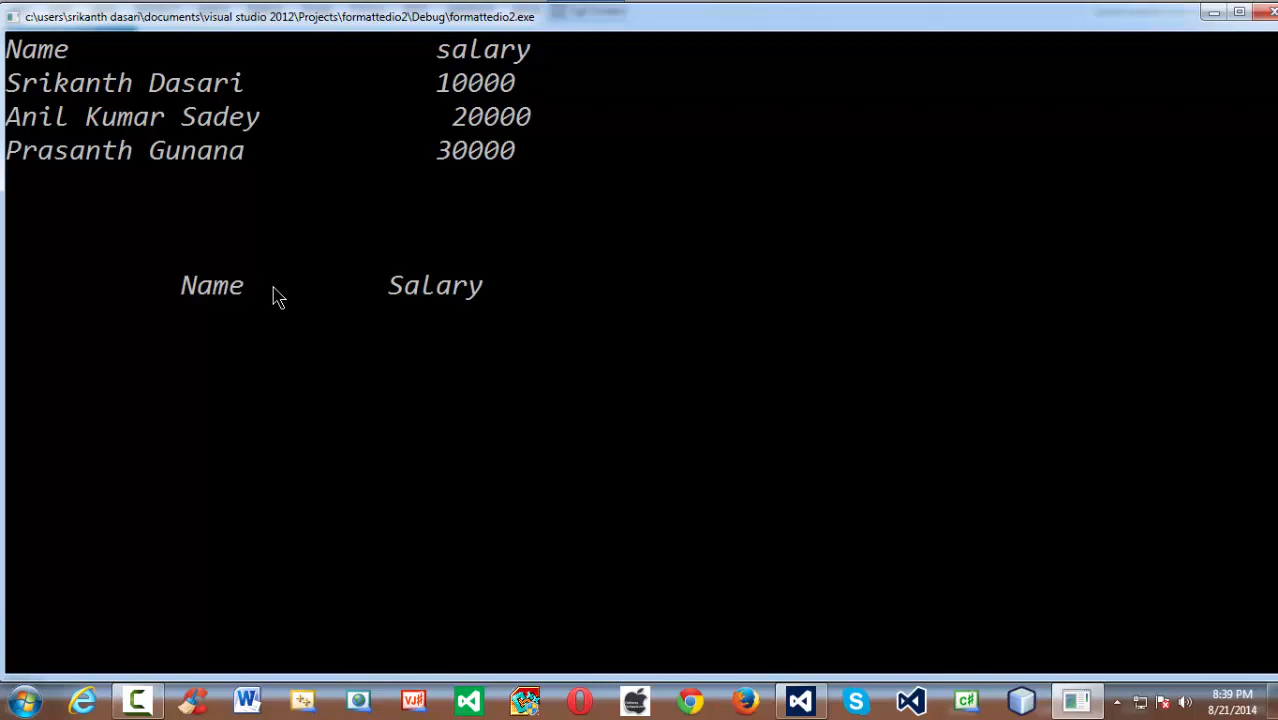 c:\users\srikanth dasari\documents\visual studio 2012\Projects\formattedio2\Debug\formattedio2.exe
Name salary
Srikanth Dasari 10000
Anil Kumar Sadey 20000
Prasanth Gunana 30000
Name Salary
8:39 PM
8/21/2014